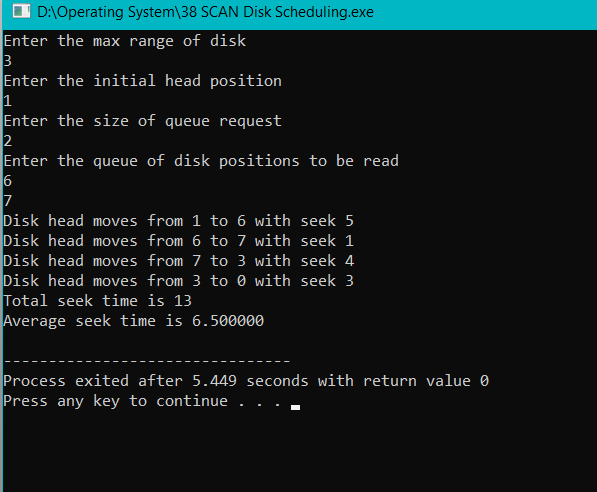 D:\Operating System\38 SCAN Disk Scheduling.exe
Enter the max range of disk
3
Enter the initial head position
1
Enter the size of queue request
2
Enter the queue of disk positions to be read
6
7
Disk head moves from 1 to 6 with seek 5
Disk head moves from 6 to 7 with seek 1
Disk head moves from 7 to 3 with seek 4
Disk head moves from 3 to 0 with seek 3
Total seek time is 13
Average seek time is 6.500000
--------------------------------
Process exited after 5.449 seconds with return value 0
Press any key to continue . . .